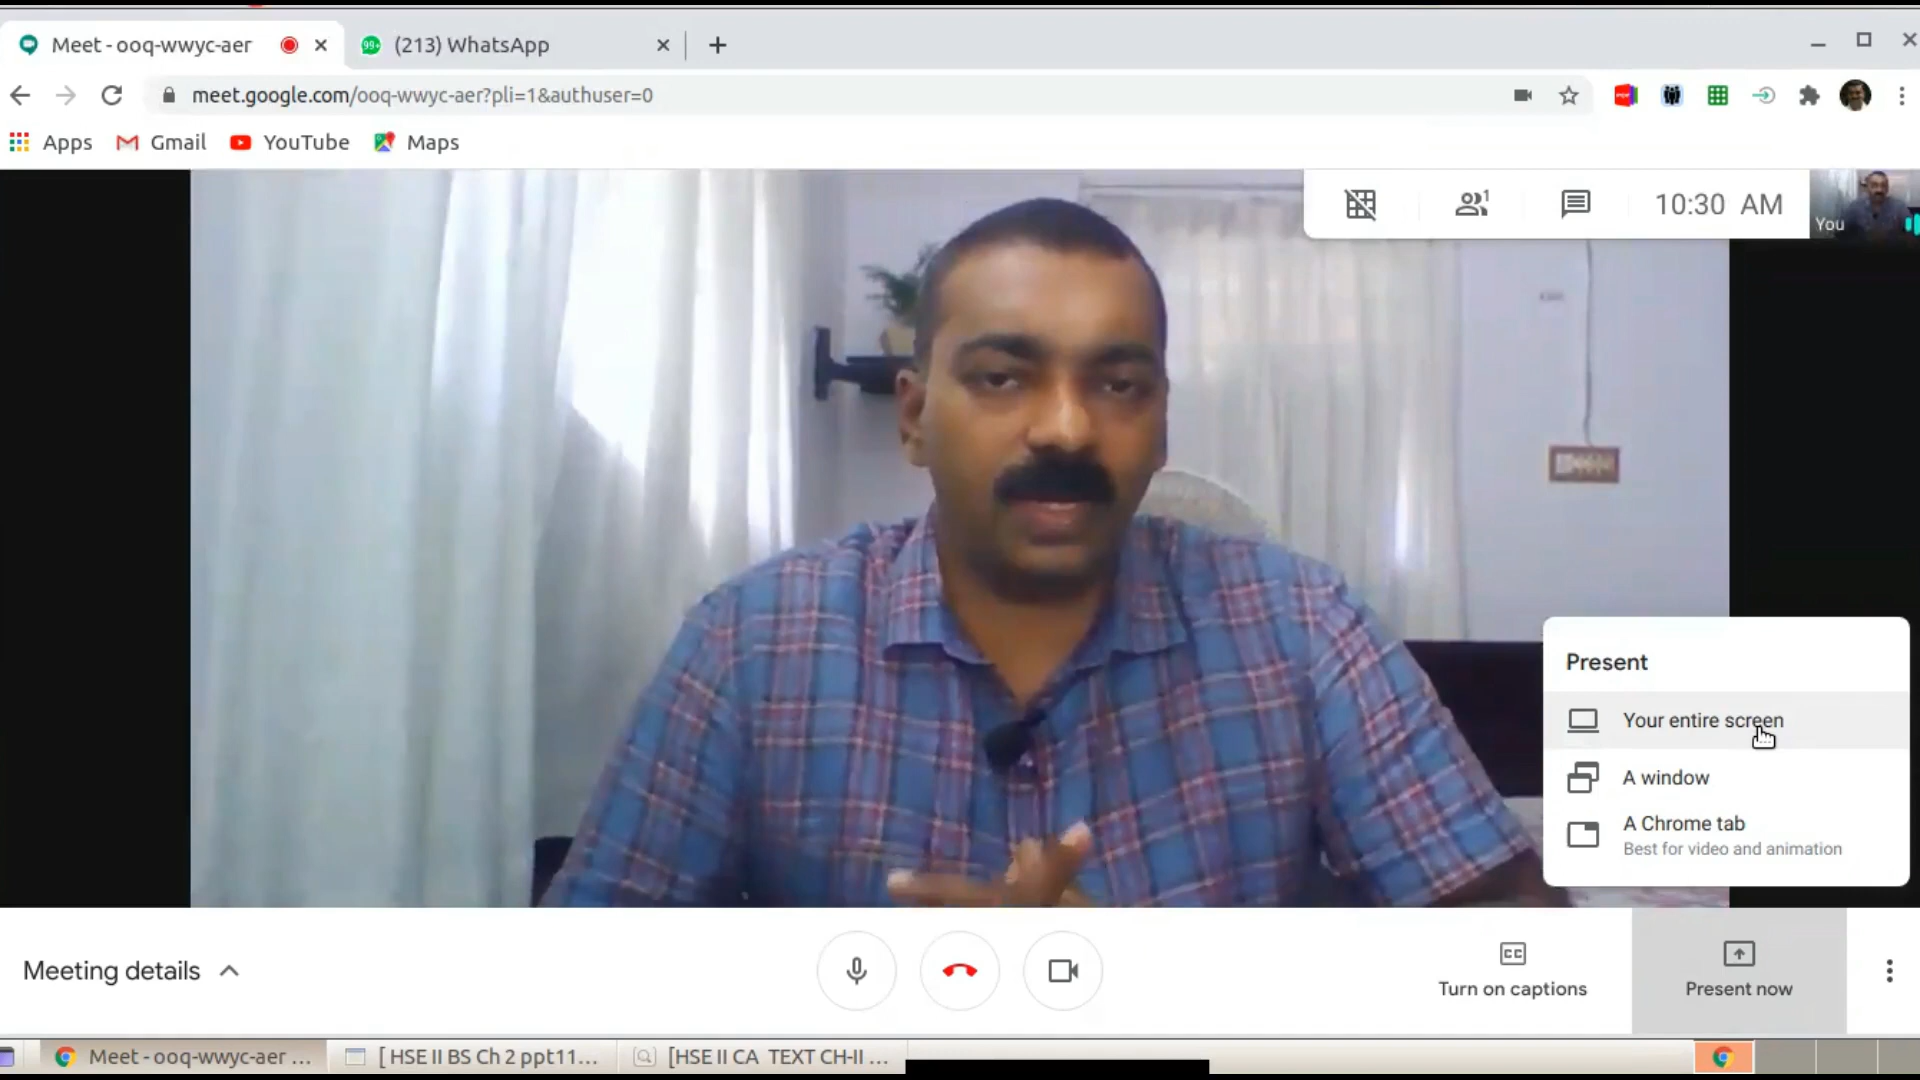 Meet - ooq-wwyc-aer
99+ (213) WhatsApp
meet.google.com/ooq-wwyc-aer?pli=1&authuser=0
Apps
Gmail
YouTube
Maps
1
10:30 AM
You
Present
Your entire screen
A window
A Chrome tab
Best for video and animation
Meeting details
CC
Turn on captions
Present now
Meet - ooq-wwyc-aer ...
[ HSE II BS Ch 2 ppt11...
[HSE II CA TEXT CH-II ...